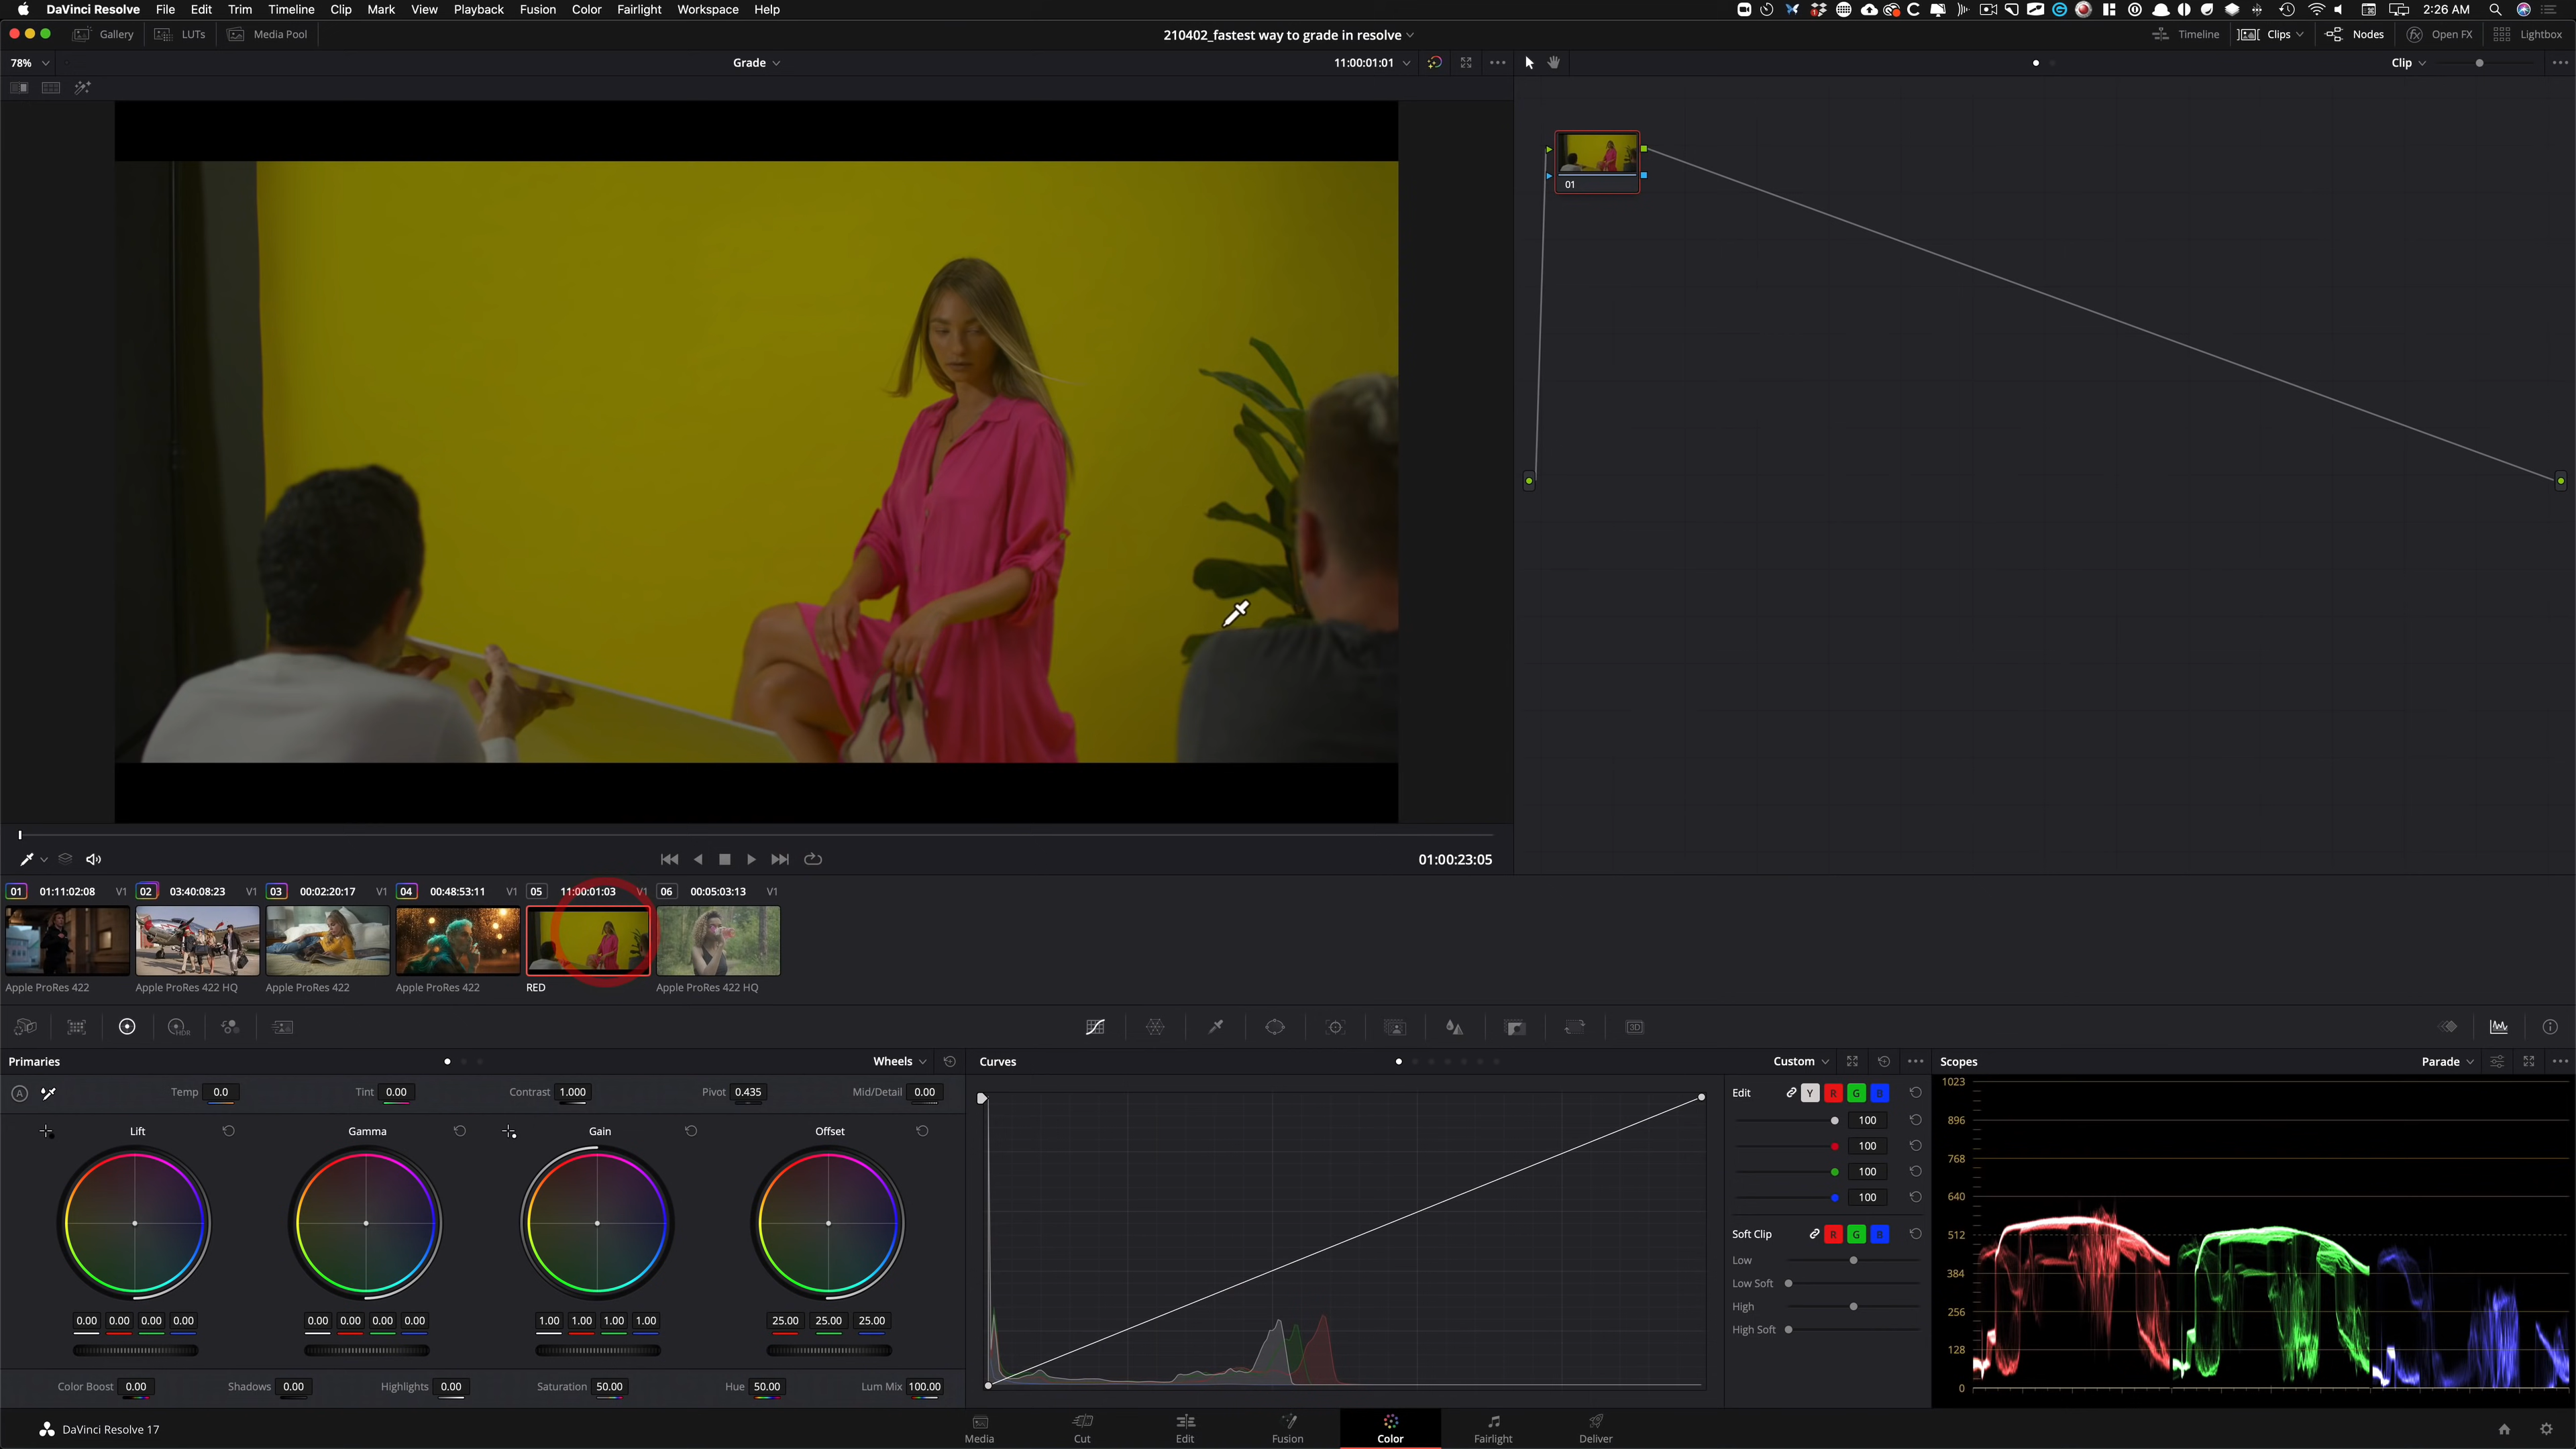 DaVinci Resolve File Edit Trim Timeline Clip Mark View Playback Fusion Color Fairlight Workspace Help 2:26 AM
Gallery LUTs Media Pool 210402_fastest way to grade in resolve Timeline Clips Nodes Open FX Lightbox
78% Grade 11:00:01:01 Clip
01
01:00:23:05
01 01:11:02:08 V1 02 03:40:08:23 V1 03 00:02:20:17 V1 04 00:48:53:11 V1 05 11:00:01:03 V1 06 00:05:03:13 V1
Apple ProRes 422 Apple ProRes 422 HQ Apple ProRes 422 Apple ProRes 422 RED Apple ProRes 422 HQ
HDR 3D
Primaries Wheels Curves Custom Scopes Parade
A Temp 0.0 Tint 0.00 Contrast 1.000 Pivot 0.435 Mid/Detail 0.00
Lift Gamma Gain Offset
0.00 0.00 0.00 0.00 0.00 0.00 0.00 0.00 1.00 1.00 1.00 1.00 25.00 25.00 25.00
Color Boost 0.00 Shadows 0.00 Highlights 0.00 Saturation 50.00 Hue 50.00 Lum Mix 100.00
Edit Y R G B
100
100
100
100
Soft Clip R G B
Low
Low Soft
High
High Soft
1023
896
768
640
512
384
256
128
0
DaVinci Resolve 17 Media Cut Edit Fusion Color Fairlight Deliver